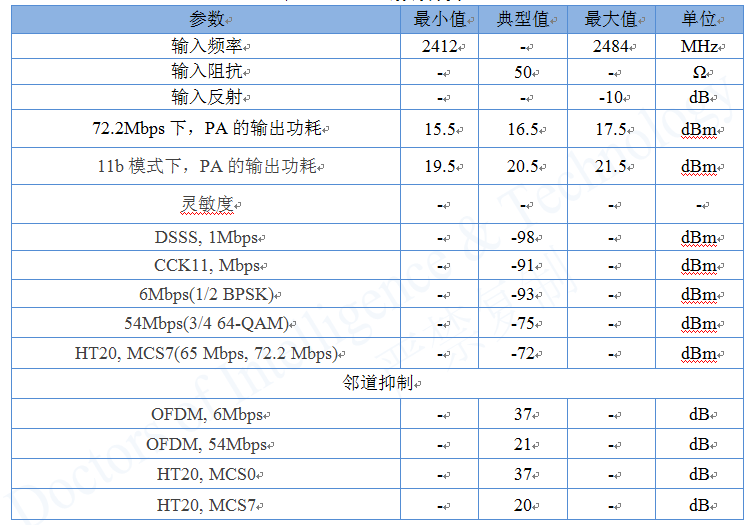 参数 最小值 典型值 最大值 单位
输入频率 2412 - 2484 MHz
输入阻抗 - 50 - Ω
输入反射 - - -10 dB
72.2Mbps 下，PA 的输出功耗 15.5 16.5 17.5 dBm
11b 模式下，PA 的输出功耗 19.5 20.5 21.5 dBm
灵敏度 - - - -
DSSS, 1Mbps - -98 - dBm
CCK11, Mbps - -91 - dBm
6Mbps(1/2 BPSK) - -93 - dBm
54Mbps(3/4 64-QAM) - -75 - dBm
HT20, MCS7(65 Mbps, 72.2 Mbps) - -72 - dBm
邻道抑制
OFDM, 6Mbps - 37 - dB
OFDM, 54Mbps - 21 - dB
HT20, MCS0 - 37 - dB
HT20, MCS7 - 20 - dB
Doctors of Intelligence & Technology
严禁复制